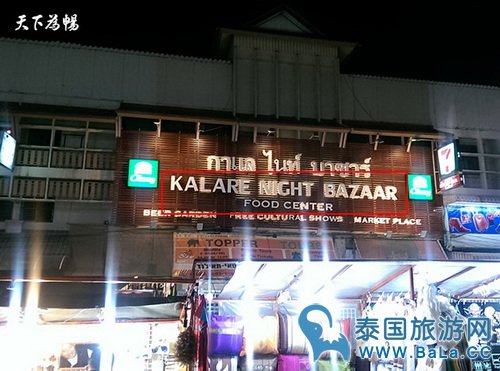 天下為暢
กาแล ไนท์ บาซาร์
KALARE NIGHT BAZAAR
FOOD CENTER
BEER GARDEN FREE CULTURAL SHOWS MARKET PLACE
TOPPER TOURS
泰国旅游网
www.BaLa.CC